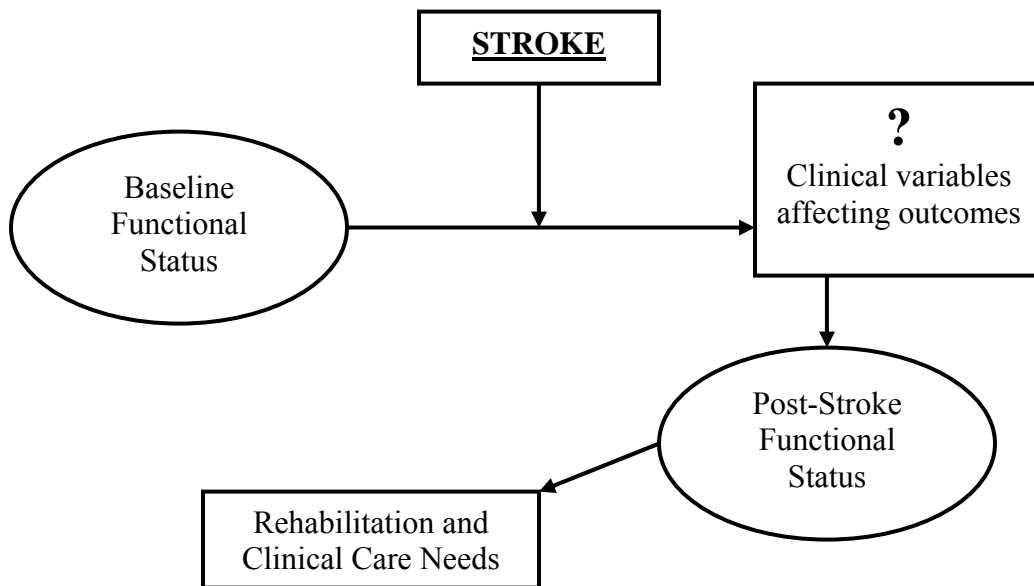 STROKE
?
Clinical variables
affecting outcomes
Baseline
Functional
Status
Post-Stroke
Functional
Status
Rehabilitation and
Clinical Care Needs